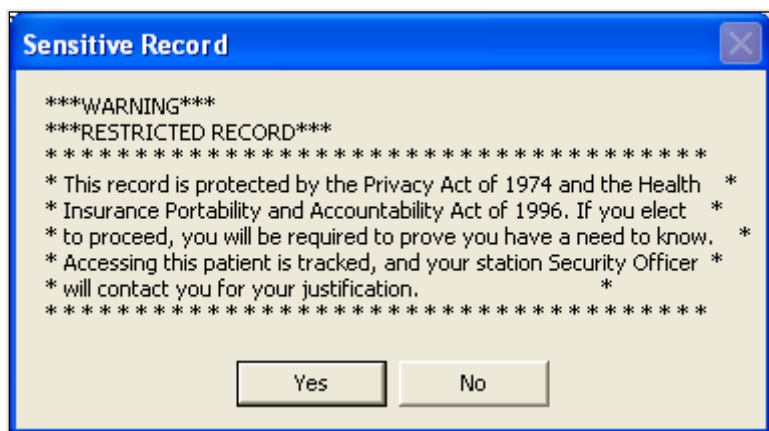 Sensitive Record
***WARNING***
***RESTRICTED RECORD***
* * * * * * * * * * * * * * * * * * * * * * * * * * * * * * * * * * * * *
* This record is protected by the Privacy Act of 1974 and the Health *
* Insurance Portability and Accountability Act of 1996. If you elect *
* to proceed, you will be required to prove you have a need to know. *
* Accessing this patient is tracked, and your station Security Officer *
* will contact you for your justification. *
* * * * * * * * * * * * * * * * * * * * * * * * * * * * * * * * * * * * *
Yes No